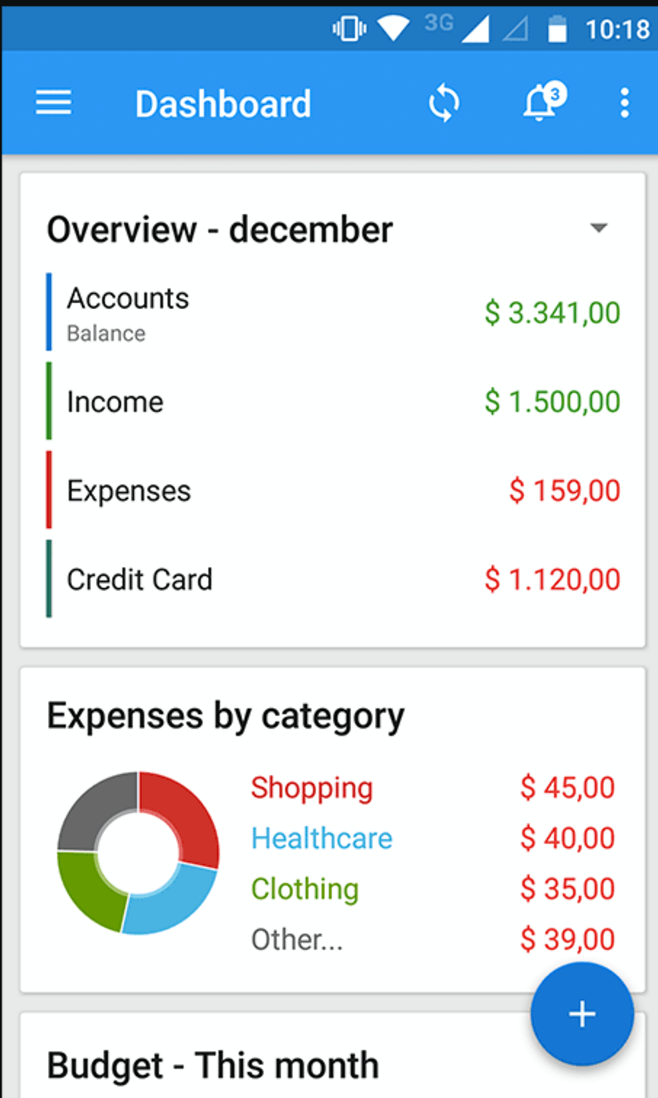 3G 10:18
Dashboard 3
Overview - december
Accounts $ 3.341,00
Balance
Income $ 1.500,00
Expenses $ 159,00
Credit Card $ 1.120,00
Expenses by category
Shopping $ 45,00
Healthcare $ 40,00
Clothing $ 35,00
Other... $ 39,00
+
Budget - This month